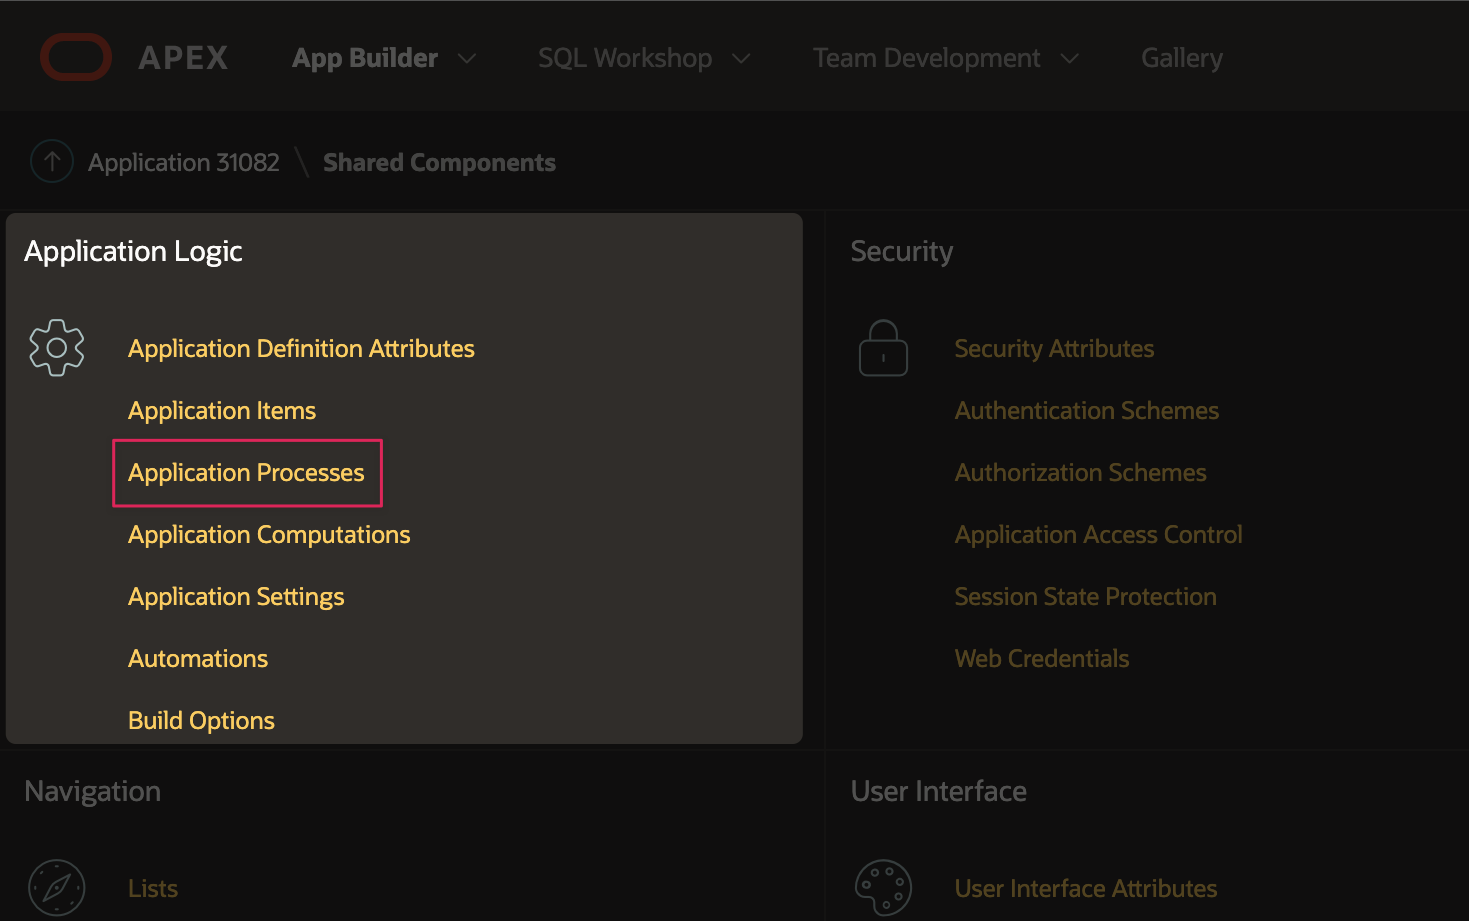 APEX App Builder SQL Workshop Team Development Gallery
Application 31082 \ Shared Components
Application Logic
Application Definition Attributes
Application Items
Application Processes
Application Computations
Application Settings
Automations
Build Options
Security
Security Attributes
Authentication Schemes
Authorization Schemes
Application Access Control
Session State Protection
Web Credentials
Navigation
Lists
User Interface
User Interface Attributes